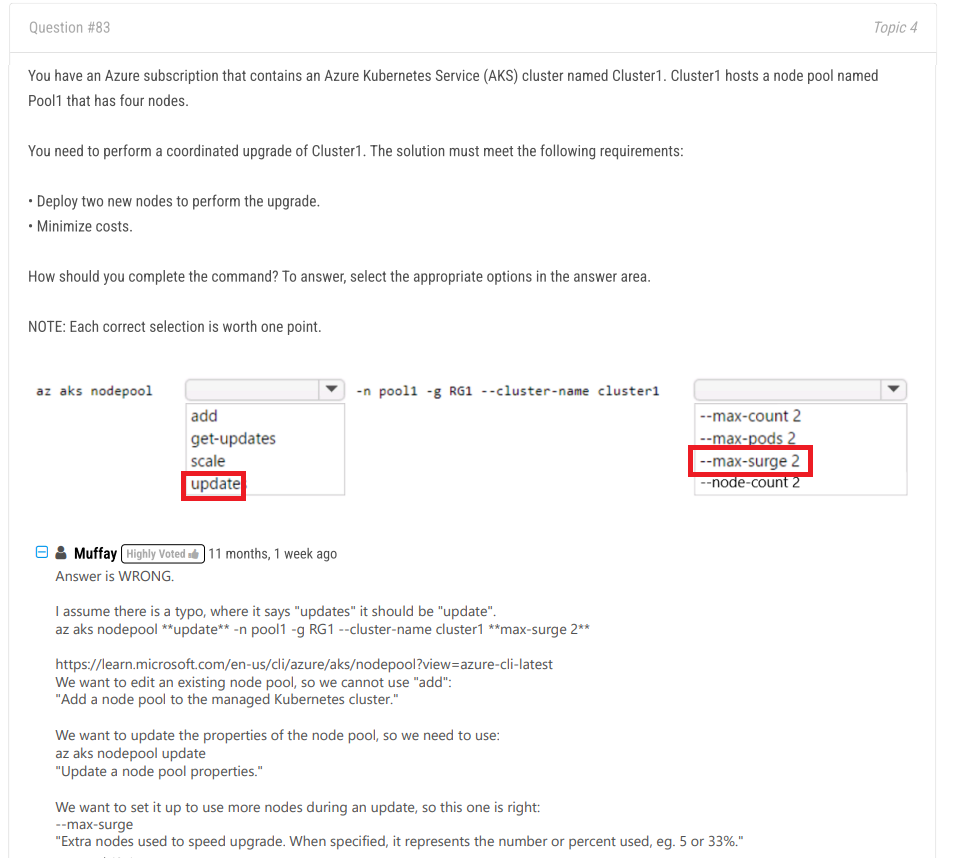 Question #83
Topic 4
You have an Azure subscription that contains an Azure Kubernetes Service (AKS) cluster named Cluster1. Cluster1 hosts a node pool named
Pool1 that has four nodes.
You need to perform a coordinated upgrade of Cluster1. The solution must meet the following requirements:
• Deploy two new nodes to perform the upgrade.
• Minimize costs.
How should you complete the command? To answer, select the appropriate options in the answer area.
NOTE: Each correct selection is worth one point.
az aks nodepool
-n pool1 -g RG1 --cluster-name cluster1
add
get-updates
scale
update
--max-count 2
--max-pods 2
--max-surge 2
--node-count 2
Muffay Highly Voted 11 months, 1 week ago
Answer is WRONG.
I assume there is a typo, where it says "updates" it should be "update".
az aks nodepool **update** -n pool1 -g RG1 --cluster-name cluster1 **max-surge 2**
https://learn.microsoft.com/en-us/cli/azure/aks/nodepool?view=azure-cli-latest
We want to edit an existing node pool, so we cannot use "add":
"Add a node pool to the managed Kubernetes cluster."
We want to update the properties of the node pool, so we need to use:
az aks nodepool update
"Update a node pool properties."
We want to set it up to use more nodes during an update, so this one is right:
--max-surge
"Extra nodes used to speed upgrade. When specified, it represents the number or percent used, eg. 5 or 33%."